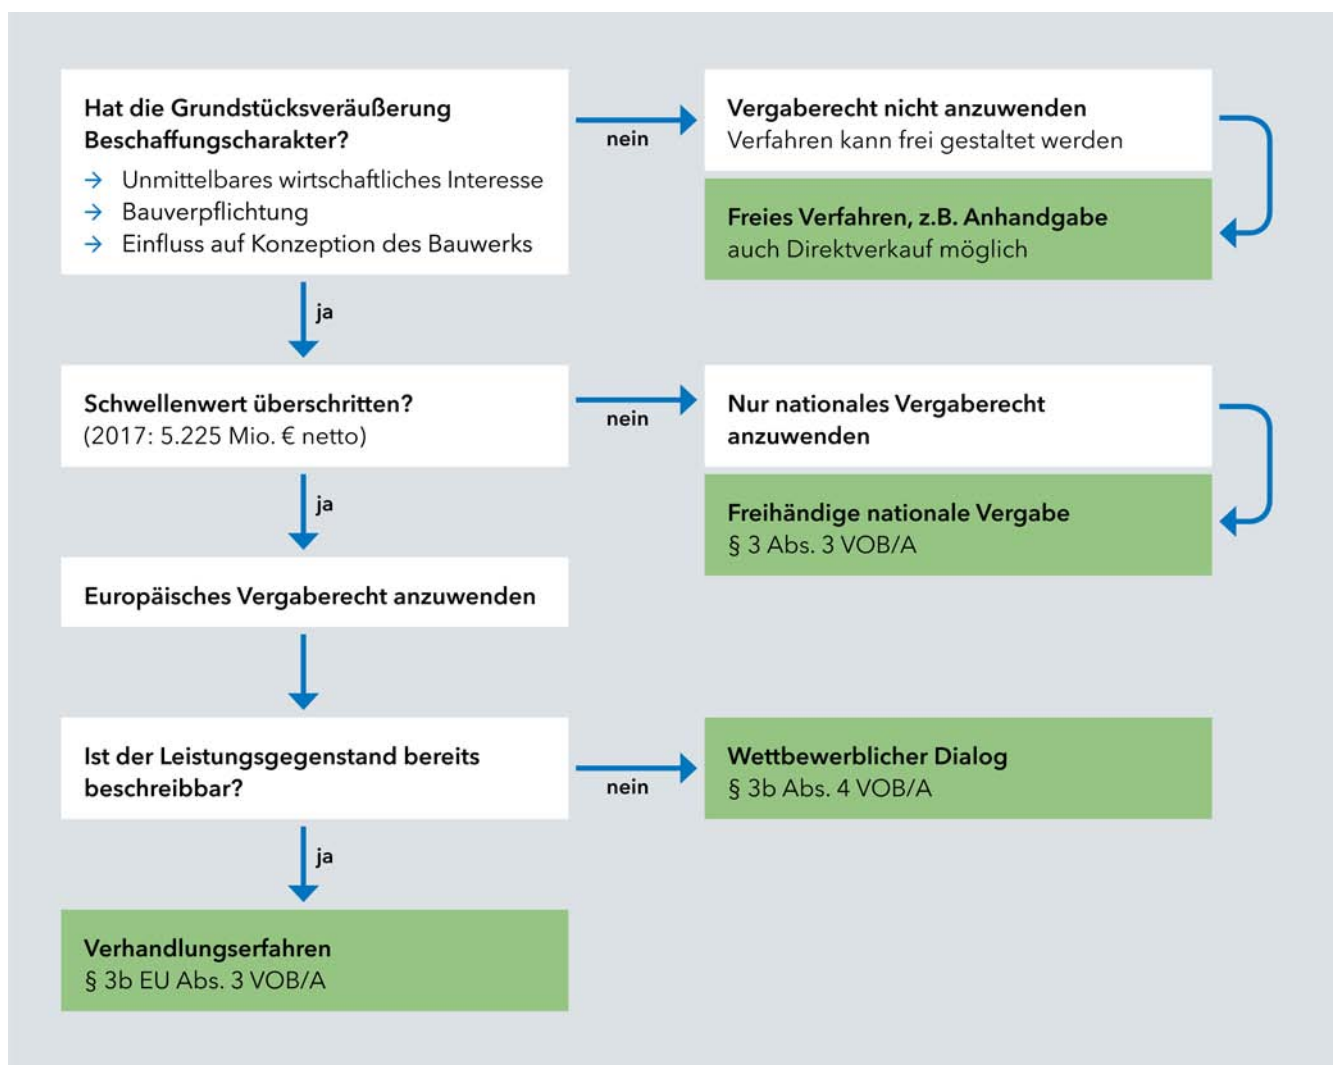 Hat die Grundstücksveräußerung
Beschaffungscharakter?
→ Unmittelbares wirtschaftliches Interesse
→ Bauverpflichtung
→ Einfluss auf Konzeption des Bauwerks
nein
Vergaberecht nicht anzuwenden
Verfahren kann frei gestaltet werden
Freies Verfahren, z.B. Anhandgabe
auch Direktverkauf möglich
ja
Schwellenwert überschritten?
(2017: 5.225 Mio. € netto)
nein
Nur nationales Vergaberecht
anzuwenden
Freihändige nationale Vergabe
§ 3 Abs. 3 VOB/A
ja
Europäisches Vergaberecht anzuwenden
Ist der Leistungsgegenstand bereits
beschreibbar?
nein
Wettbewerblicher Dialog
§ 3b Abs. 4 VOB/A
ja
Verhandlungserfahren
§ 3b EU Abs. 3 VOB/A